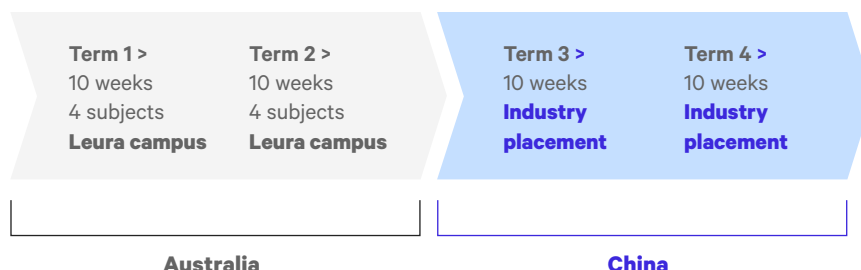 Term 1 >
10 weeks
4 subjects
Leura campus
Term 2 >
10 weeks
4 subjects
Leura campus
Term 3 >
10 weeks
Industry
placement
Term 4 >
10 weeks
Industry
placement
Australia
China